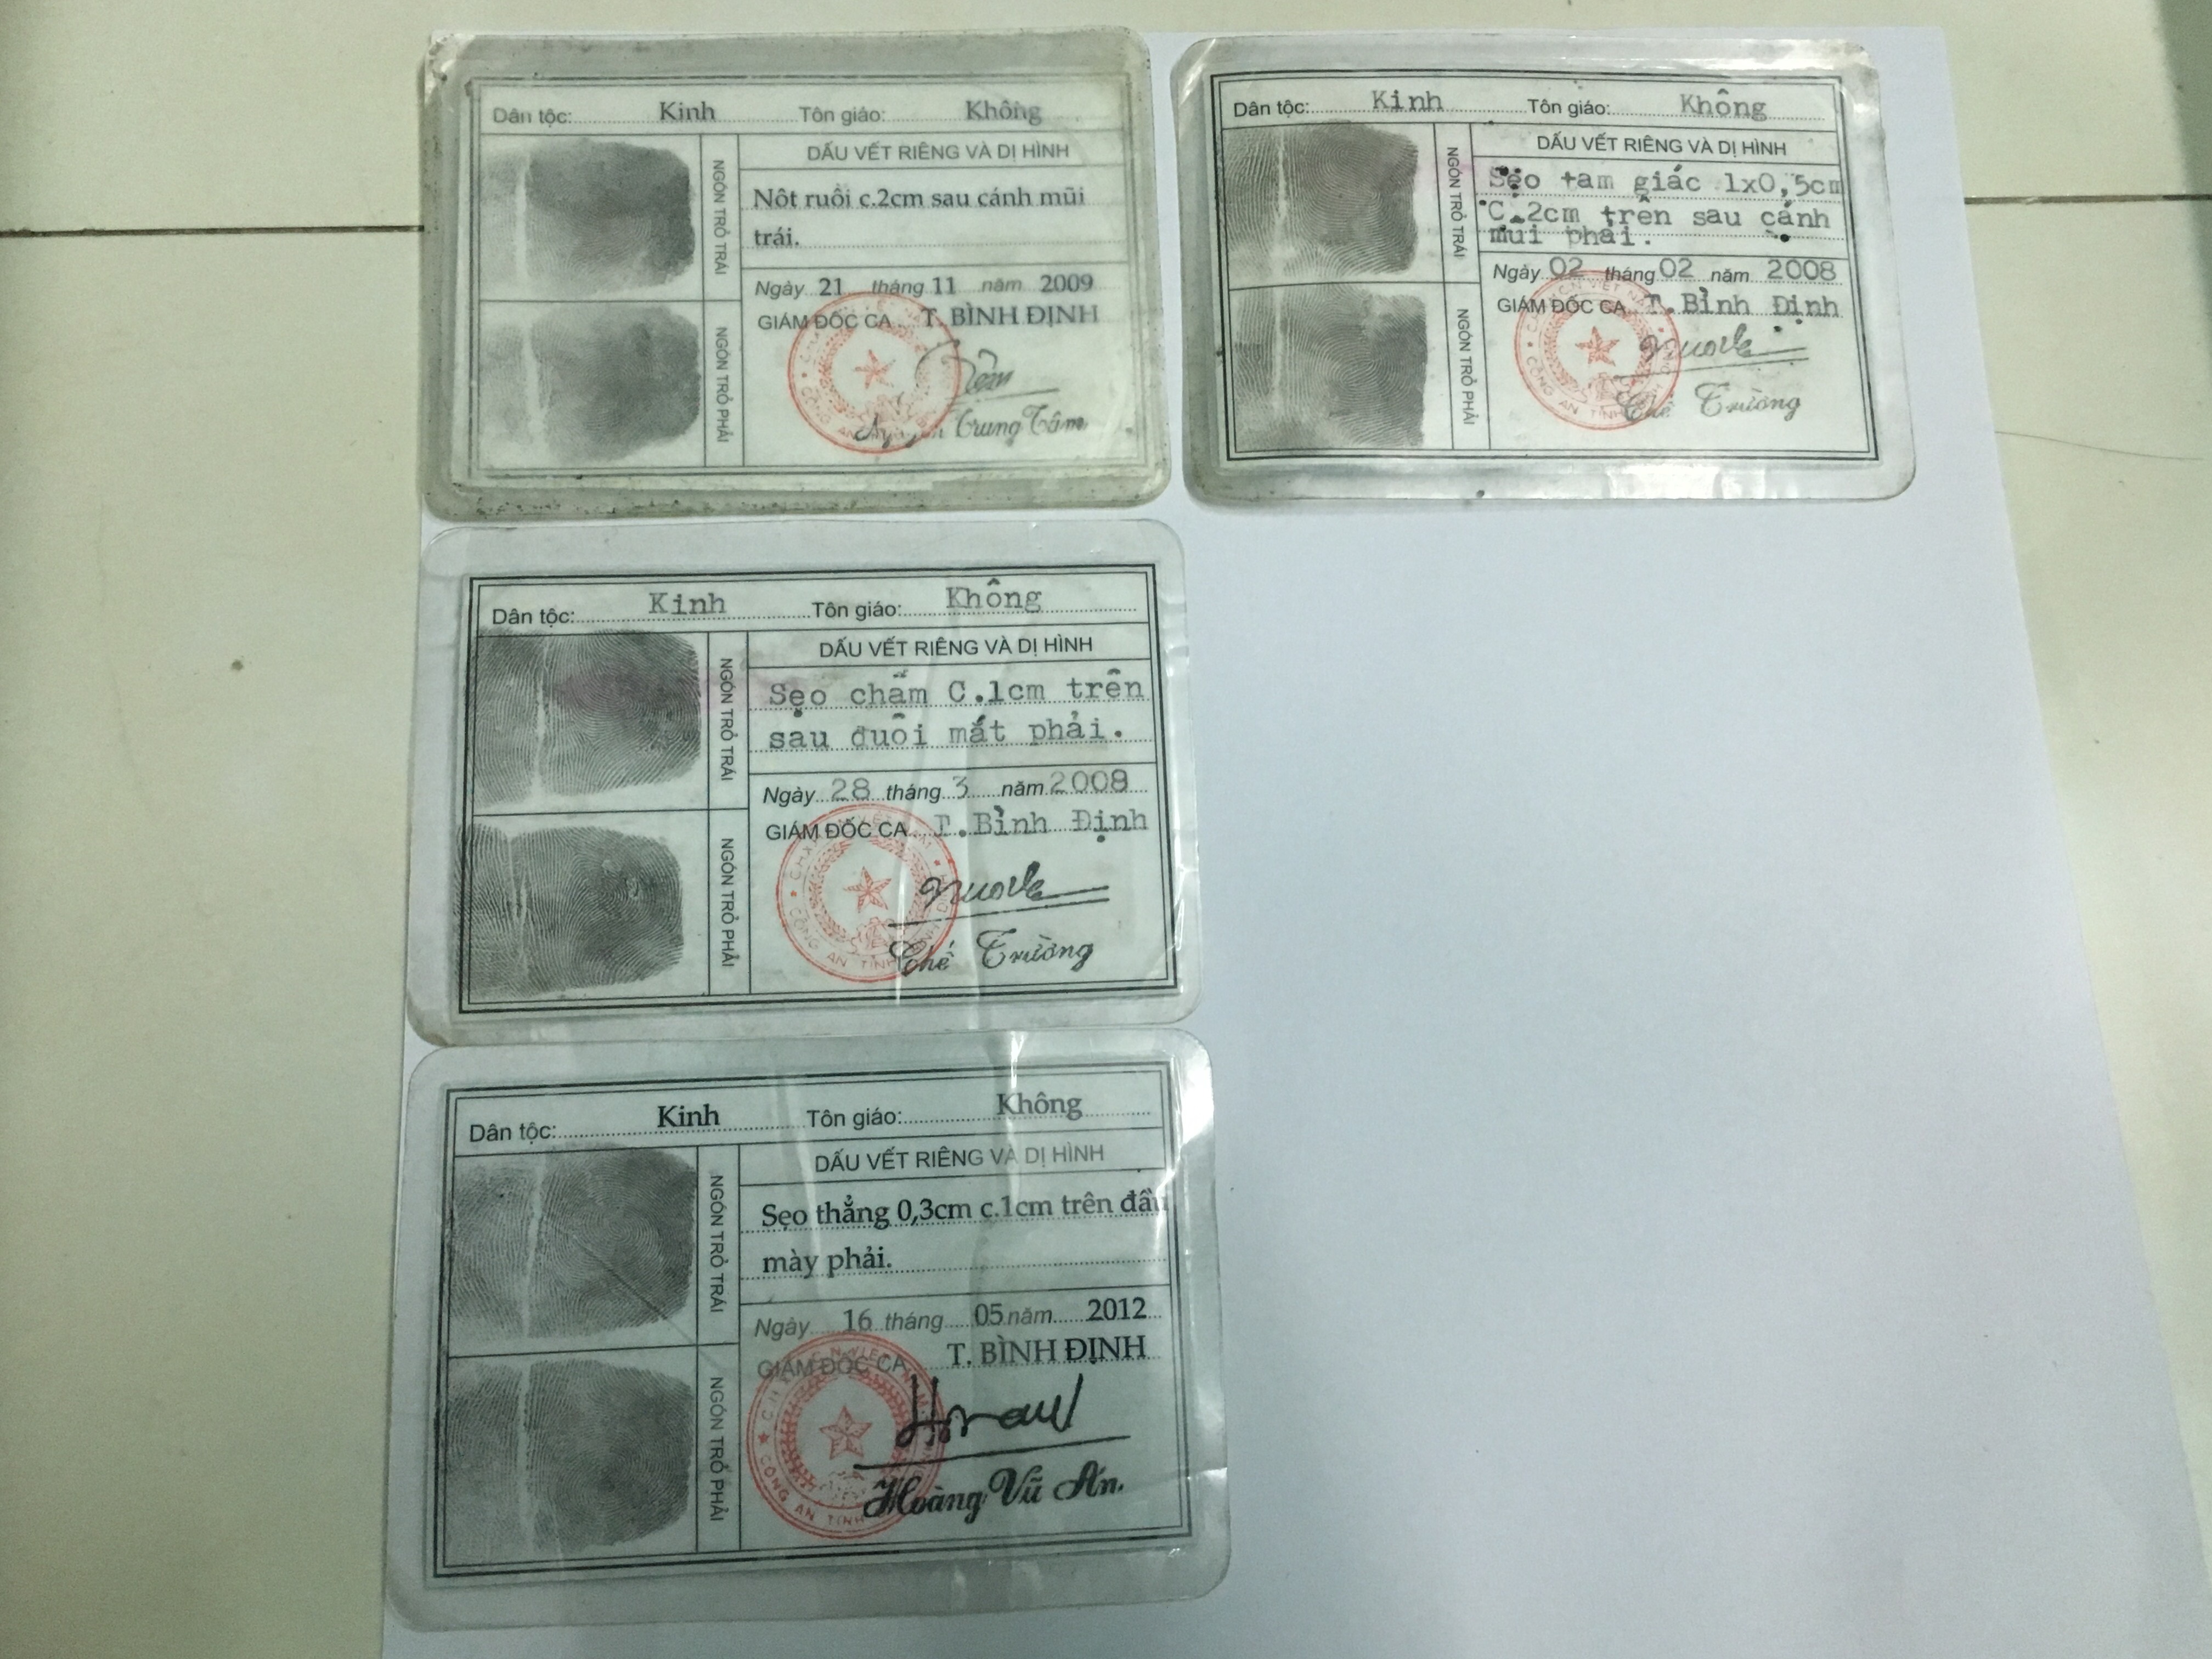 Dân tộc: Kinh Tôn giáo: Không
DẤU VẾT RIÊNG VÀ DỊ HÌNH
Nôt ruồi c.2cm sau cánh mũi
trái.
Ngày 21 tháng 11 năm 2009
GIÁM ĐỐC CA T. BÌNH ĐỊNH
Trung Tâm
NGÓN TRỎ TRÁI
NGÓN TRỎ PHẢI
Dân tộc: Kinh Tôn giáo: Không
DẤU VẾT RIÊNG VÀ DỊ HÌNH
Sẹo tam giác 1x0,5cm
C.2cm trên sau cánh
mũi phải.
Ngày 02 tháng 02 năm 2008
GIÁM ĐỐC CA T.Bình Định
Chế Trường
NGÓN TRỎ TRÁI
NGÓN TRỎ PHẢI
Dân tộc: Kinh Tôn giáo: Không
DẤU VẾT RIÊNG VÀ DỊ HÌNH
Sẹo chấm C.1cm trên
sau đuôi mắt phải.
Ngày 28 tháng 3 năm 2008
GIÁM ĐỐC CA T.Bình Định
CÔNG AN TỈNH
Chế Trường
NGÓN TRỎ TRÁI
NGÓN TRỎ PHẢI
Dân tộc: Kinh Tôn giáo: Không
DẤU VẾT RIÊNG VÀ DỊ HÌNH
Sẹo thẳng 0,3cm c.1cm trên đầu
mày phải.
Ngày 16 tháng 05 năm 2012
GIÁM ĐỐC CA T. BÌNH ĐỊNH
CÔNG AN TỈNH
Hoàng Vũ Ân.
NGÓN TRỎ TRÁI
NGÓN TRỎ PHẢI